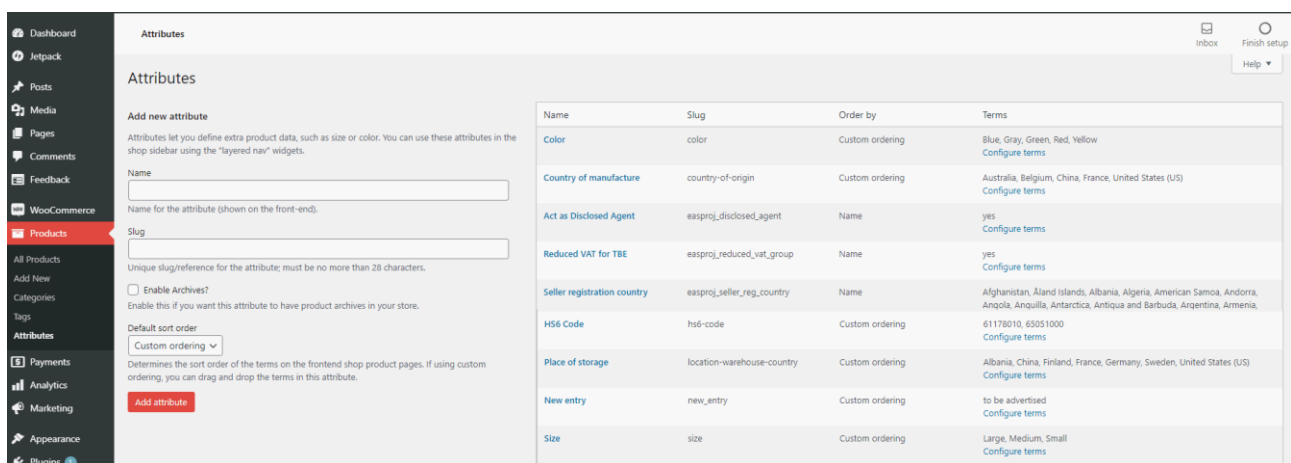 Dashboard
Jetpack
Posts
Media
Pages
Comments
Feedback
WooCommerce
Products
All Products
Add New
Categories
Tags
Attributes
Payments
Analytics
Marketing
Appearance
Plugins
Attributes
Inbox
Finish setup
Help ▼
Attributes
Add new attribute
Attributes let you define extra product data, such as size or color. You can use these attributes in the
shop sidebar using the "layered nav" widgets.
Name
Name for the attribute (shown on the front-end).
Slug
Unique slug/reference for the attribute; must be no more than 28 characters.
Enable Archives?
Enable this if you want this attribute to have product archives in your store.
Default sort order
Custom ordering
Determines the sort order of the terms on the frontend shop product pages. If using custom
ordering, you can drag and drop the terms in this attribute.
Add attribute
Name Slug Order by Terms
Color color Custom ordering Blue, Gray, Green, Red, Yellow
Configure terms
Country of manufacture country-of-origin Custom ordering Australia, Belgium, China, France, United States (US)
Configure terms
Act as Disclosed Agent easproj_disclosed_agent Name yes
Configure terms
Reduced VAT for TBE easproj_reduced_vat_group Name yes
Configure terms
Seller registration country easproj_seller_reg_country Name Afghanistan, Åland Islands, Albania, Algeria, American Samoa, Andorra,
Angola, Anguilla, Antarctica, Antigua and Barbuda, Argentina, Armenia,
HS6 Code hs6-code Custom ordering 61178010, 65051000
Configure terms
Place of storage location-warehouse-country Custom ordering Albania, China, Finland, France, Germany, Sweden, United States (US)
Configure terms
New entry new_entry Custom ordering to be advertised
Configure terms
Size size Custom ordering Large, Medium, Small
Configure terms